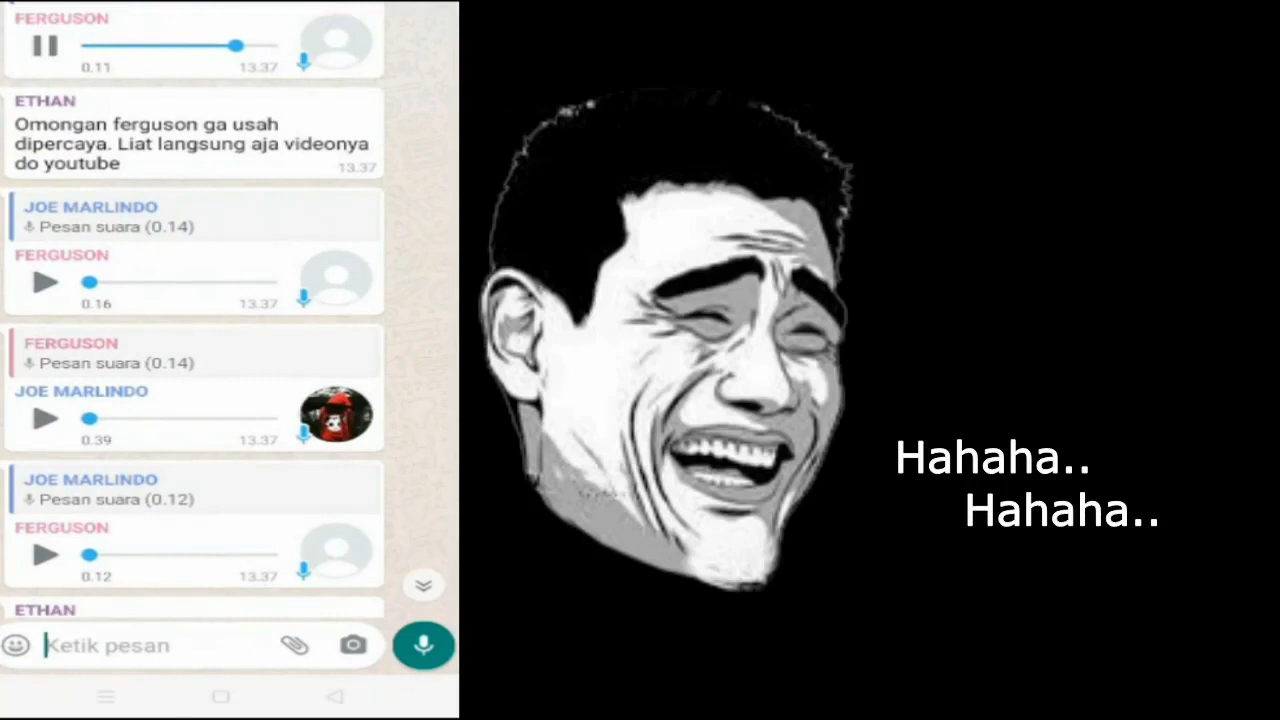 FERGUSON
0.11 13.37
ETHAN
Omongan ferguson ga usah
dipercaya. Liat langsung aja videonya
do youtube
13.37
JOE MARLINDO
Pesan suara (0.14)
FERGUSON
0.16 13.37
FERGUSON
Pesan suara (0.14)
JOE MARLINDO
0.39 13.37
JOE MARLINDO
Pesan suara (0.12)
FERGUSON
0.12 13.37
ETHAN
Ketik pesan
Hahaha..
Hahaha..